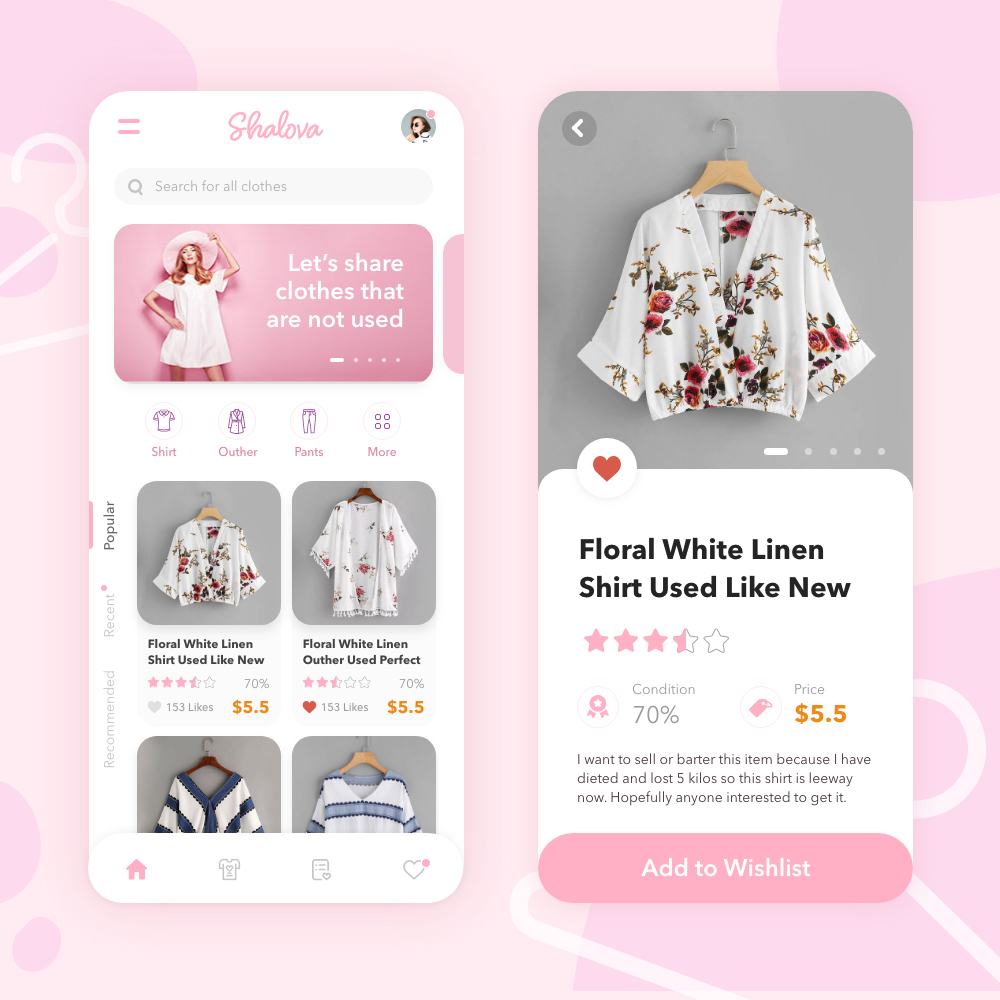 Shalova
Search for all clothes
Let's share
clothes that
are not used
Shirt
Outher
Pants
More
Popular
Recent
Recommended
Floral White Linen
Shirt Used Like New
70%
153 Likes
$5.5
Floral White Linen
Outher Used Perfect
70%
153 Likes
$5.5
Floral White Linen
Shirt Used Like New
Condition
70%
Price
$5.5
I want to sell or barter this item because I have
dieted and lost 5 kilos so this shirt is leeway
now. Hopefully anyone interested to get it.
Add to Wishlist